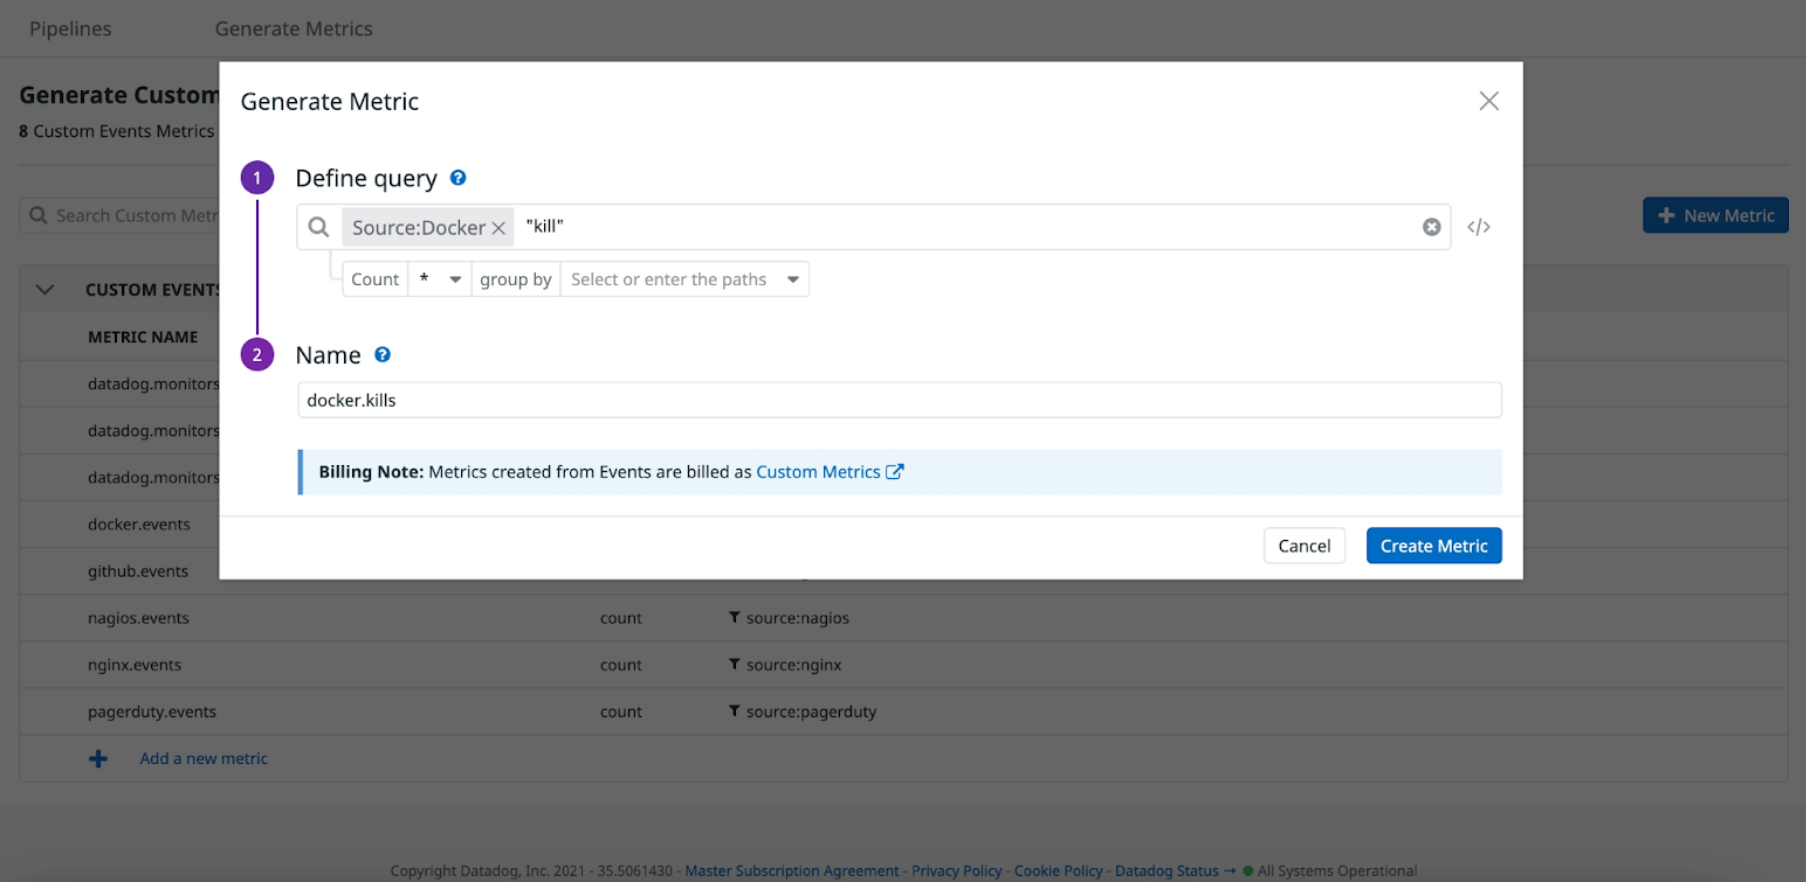 Pipelines Generate Metrics
Generate Custom
8 Custom Events Metrics
Search Custom Metr
+ New Metric
CUSTOM EVENTS
METRIC NAME
datadog.monitors
datadog.monitors
datadog.monitors
docker.events
github.events
nagios.events count source:nagios
nginx.events count source:nginx
pagerduty.events count source:pagerduty
+ Add a new metric
Generate Metric
1 Define query ?
Source:Docker × "kill" </>
Count * group by Select or enter the paths
2 Name ?
docker.kills
Billing Note: Metrics created from Events are billed as Custom Metrics
Cancel Create Metric
Copyright Datadog, Inc. 2021 - 35.5061430 - Master Subscription Agreement - Privacy Policy - Cookie Policy - Datadog Status → All Systems Operational